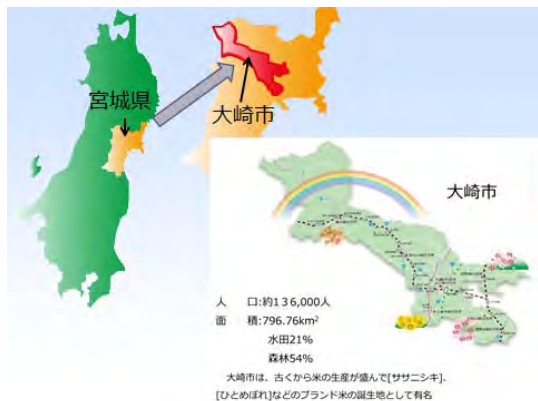 宮城県
大崎市
大崎市
人　　口:約136,000人
面　　積:796.76km²
水田21%
森林54%
大崎市は、古くから米の生産が盛んで[ササニシキ]、
[ひとめぼれ]などのブランド米の誕生地として有名